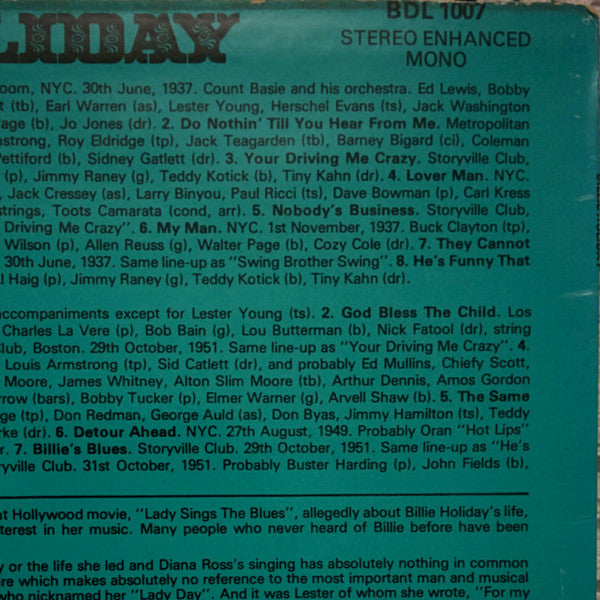 LIDAY
BDL 1007
STEREO ENHANCED
MONO
oom, NYC. 30th June, 1937. Count Basie and his orchestra. Ed Lewis, Bobby
t (tb), Earl Warren (as), Lester Young, Herschel Evans (ts), Jack Washington
age (b), Jo Jones (dr). 2. Do Nothin' Till You Hear From Me. Metropolitan
mstrong, Roy Eldridge (tp), Jack Teagarden (tb), Barney Bigard (cl), Coleman
Pettiford (b), Sidney Gatlett (dr). 3. Your Driving Me Crazy. Storyville Club,
(p), Jimmy Raney (g), Teddy Kotick (b), Tiny Kahn (dr). 4. Lover Man. NYC.
, Jack Cressey (as), Larry Binyou, Paul Ricci (ts), Dave Bowman (p), Carl Kress
strings, Toots Camarata (cond, arr). 5. Nobody's Business. Storyville Club,
Driving Me Crazy". 6. My Man. NYC. 1st November, 1937. Buck Clayton (tp),
Wilson (p), Allen Reuss (g), Walter Page (b), Cozy Cole (dr). 7. They Cannot
30th June, 1937. Same line-up as "Swing Brother Swing". 8. He's Funny That
l Haig (p), Jimmy Raney (g), Teddy Kotick (b), Tiny Kahn (dr).
accompaniments except for Lester Young (ts). 2. God Bless The Child. Los
Charles La Vere (p), Bob Bain (g), Lou Butterman (b), Nick Fatool (dr), string
Club, Boston. 29th October, 1951. Same line-up as "Your Driving Me Crazy". 4.
Louis Armstrong (tp), Sid Catlett (dr), and probably Ed Mullins, Chiefy Scott,
Moore, James Whitney, Alton Slim Moore (tb), Arthur Dennis, Amos Gordon
rrow (bars), Bobby Tucker (p), Elmer Warner (g), Arvell Shaw (b). 5. The Same
ge (tp), Don Redman, George Auld (as), Don Byas, Jimmy Hamilton (ts), Teddy
rke (dr). 6. Detour Ahead. NYC. 27th August, 1949. Probably Oran "Hot Lips"
r. 7. Billie's Blues. Storyville Club. 29th October, 1951. Same line-up as "He's
ryville Club. 31st October, 1951. Probably Buster Harding (p), John Fields (b),
nt Hollywood movie, "Lady Sings The Blues", allegedly about Billie Holiday's life,
nterest in her music. Many people who never heard of Billie before have been
y or the life she led and Diana Ross's singing has absolutely nothing in common
ure which makes absolutely no reference to the most important man and musical
who nicknamed her "Lady Day". And it was Lester of whom she wrote, "For my